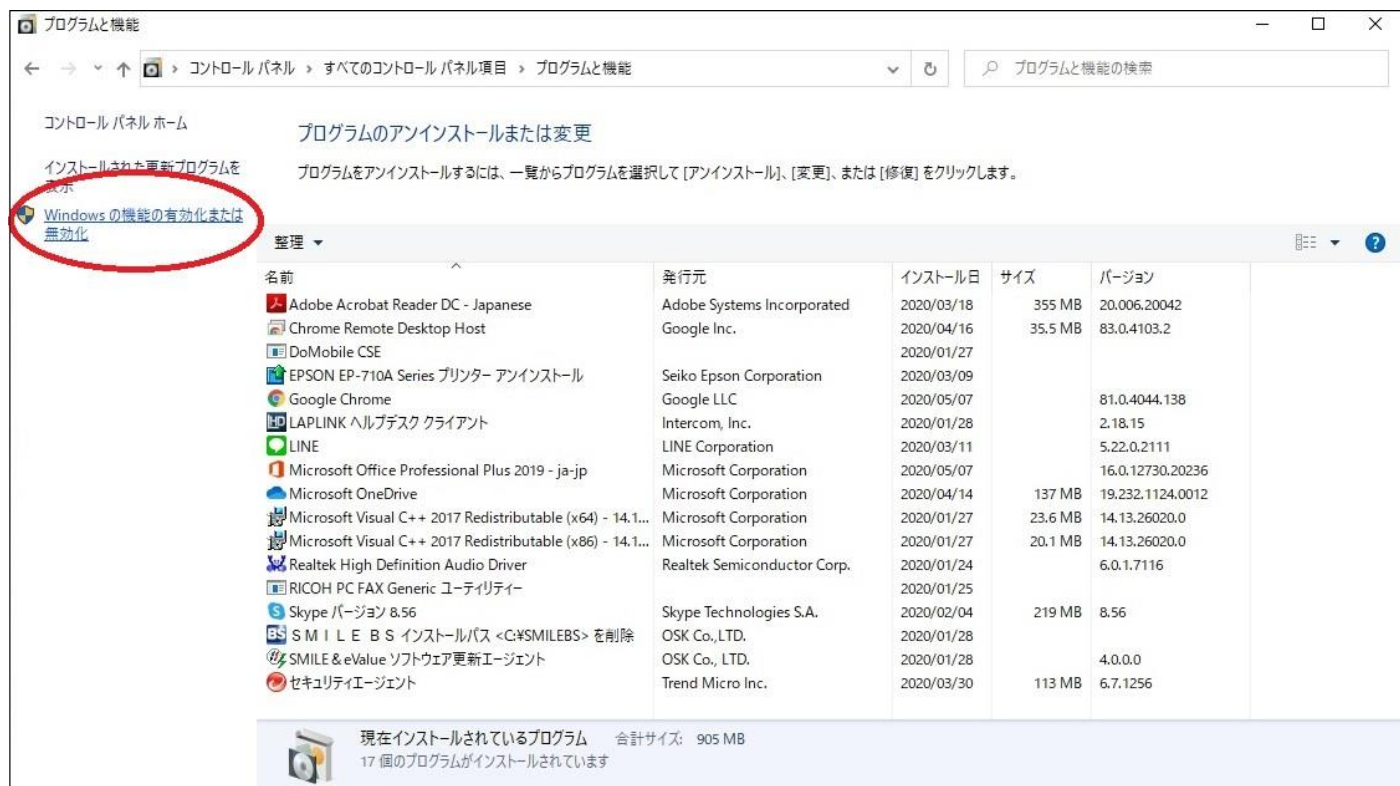 プログラムと機能
コントロール パネル › すべてのコントロール パネル項目 › プログラムと機能
プログラムと機能の検索
コントロール パネル ホーム
インストールされた更新プログラムを
表示
Windows の機能の有効化または
無効化
プログラムのアンインストールまたは変更
プログラムをアンインストールするには、一覧からプログラムを選択して [アンインストール]、[変更]、または [修復] をクリックします。
整理
名前 発行元 インストール日 サイズ バージョン
Adobe Acrobat Reader DC - Japanese Adobe Systems Incorporated 2020/03/18 355 MB 20.006.20042
Chrome Remote Desktop Host Google Inc. 2020/04/16 35.5 MB 83.0.4103.2
DoMobile CSE 2020/01/27
EPSON EP-710A Series プリンター アンインストール Seiko Epson Corporation 2020/03/09
Google Chrome Google LLC 2020/05/07 81.0.4044.138
LAPLINK ヘルプデスク クライアント Intercom, Inc. 2020/01/28 2.18.15
LINE LINE Corporation 2020/03/11 5.22.0.2111
Microsoft Office Professional Plus 2019 - ja-jp Microsoft Corporation 2020/05/07 16.0.12730.20236
Microsoft OneDrive Microsoft Corporation 2020/04/14 137 MB 19.232.1124.0012
Microsoft Visual C++ 2017 Redistributable (x64) - 14.1... Microsoft Corporation 2020/01/27 23.6 MB 14.13.26020.0
Microsoft Visual C++ 2017 Redistributable (x86) - 14.1... Microsoft Corporation 2020/01/27 20.1 MB 14.13.26020.0
Realtek High Definition Audio Driver Realtek Semiconductor Corp. 2020/01/24 6.0.1.7116
RICOH PC FAX Generic ユーティリティー 2020/01/25
Skype バージョン 8.56 Skype Technologies S.A. 2020/02/04 219 MB 8.56
ＳＭＩＬＥ ＢＳ インストールパス <C:¥SMILEBS> を削除 OSK Co.,LTD. 2020/01/28
SMILE & eValue ソフトウェア更新エージェント OSK Co., LTD. 2020/01/28 4.0.0.0
セキュリティエージェント Trend Micro Inc. 2020/03/30 113 MB 6.7.1256
現在インストールされているプログラム 合計サイズ: 905 MB
17 個のプログラムがインストールされています